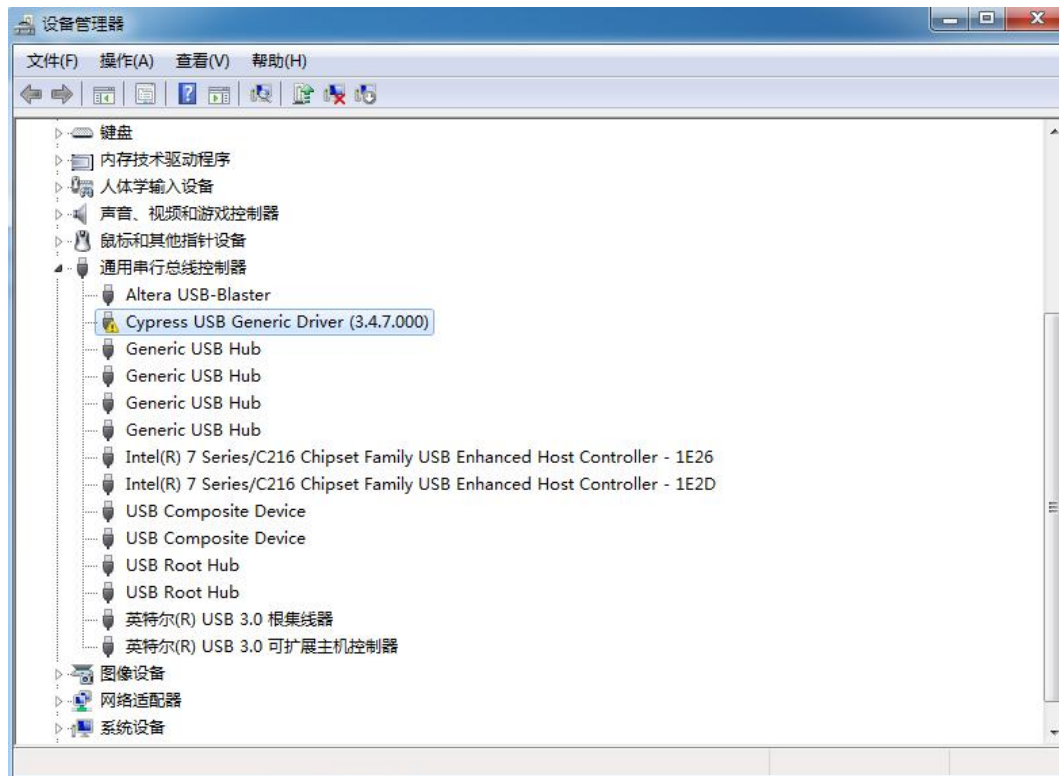 设备管理器
文件(F) 操作(A) 查看(V) 帮助(H)
键盘
内存技术驱动程序
人体学输入设备
声音、视频和游戏控制器
鼠标和其他指针设备
通用串行总线控制器
Altera USB-Blaster
Cypress USB Generic Driver (3.4.7.000)
Generic USB Hub
Generic USB Hub
Generic USB Hub
Generic USB Hub
Intel(R) 7 Series/C216 Chipset Family USB Enhanced Host Controller - 1E26
Intel(R) 7 Series/C216 Chipset Family USB Enhanced Host Controller - 1E2D
USB Composite Device
USB Composite Device
USB Root Hub
USB Root Hub
英特尔(R) USB 3.0 根集线器
英特尔(R) USB 3.0 可扩展主机控制器
图像设备
网络适配器
系统设备